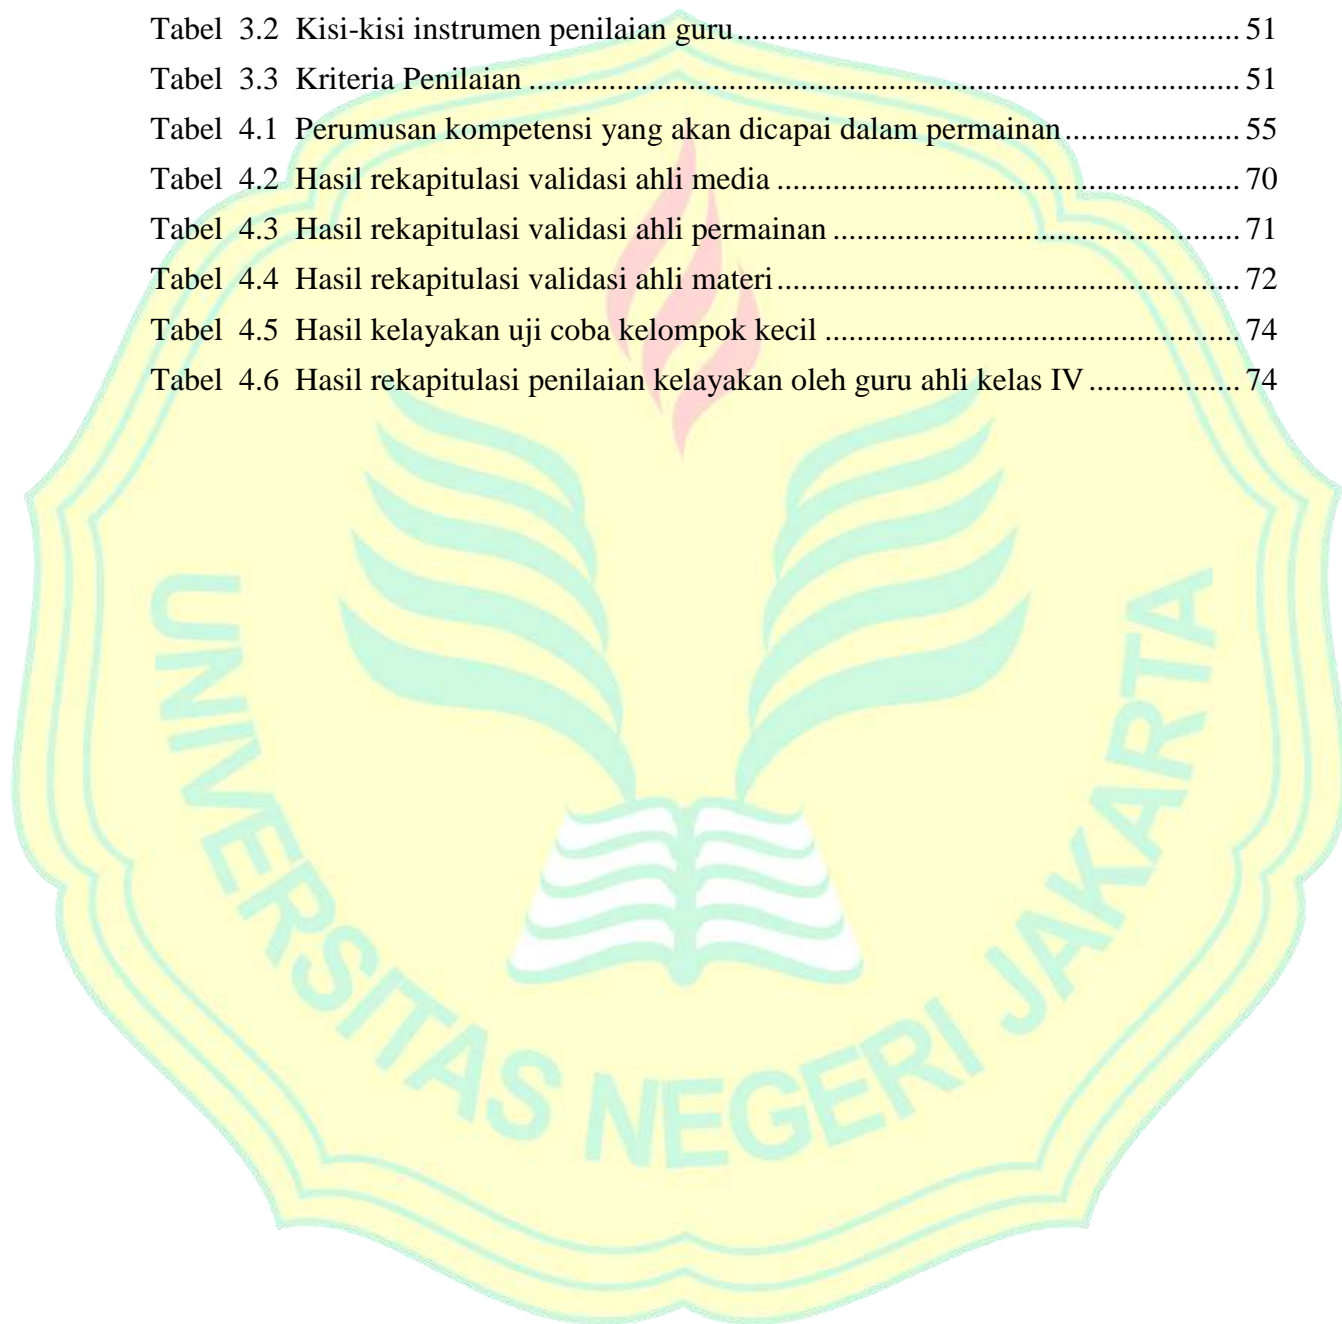 Tabel 3.2 Kisi-kisi instrumen penilaian guru................................................................ 51
Tabel 3.3 Kriteria Penilaian .......................................................................................... 51
Tabel 4.1 Perumusan kompetensi yang akan dicapai dalam permainan...................... 55
Tabel 4.2 Hasil rekapitulasi validasi ahli media .......................................................... 70
Tabel 4.3 Hasil rekapitulasi validasi ahli permainan ................................................... 71
Tabel 4.4 Hasil rekapitulasi validasi ahli materi.......................................................... 72
Tabel 4.5 Hasil kelayakan uji coba kelompok kecil .................................................... 74
Tabel 4.6 Hasil rekapitulasi penilaian kelayakan oleh guru ahli kelas IV................... 74
UNIVERSITAS NEGERI JAKARTA